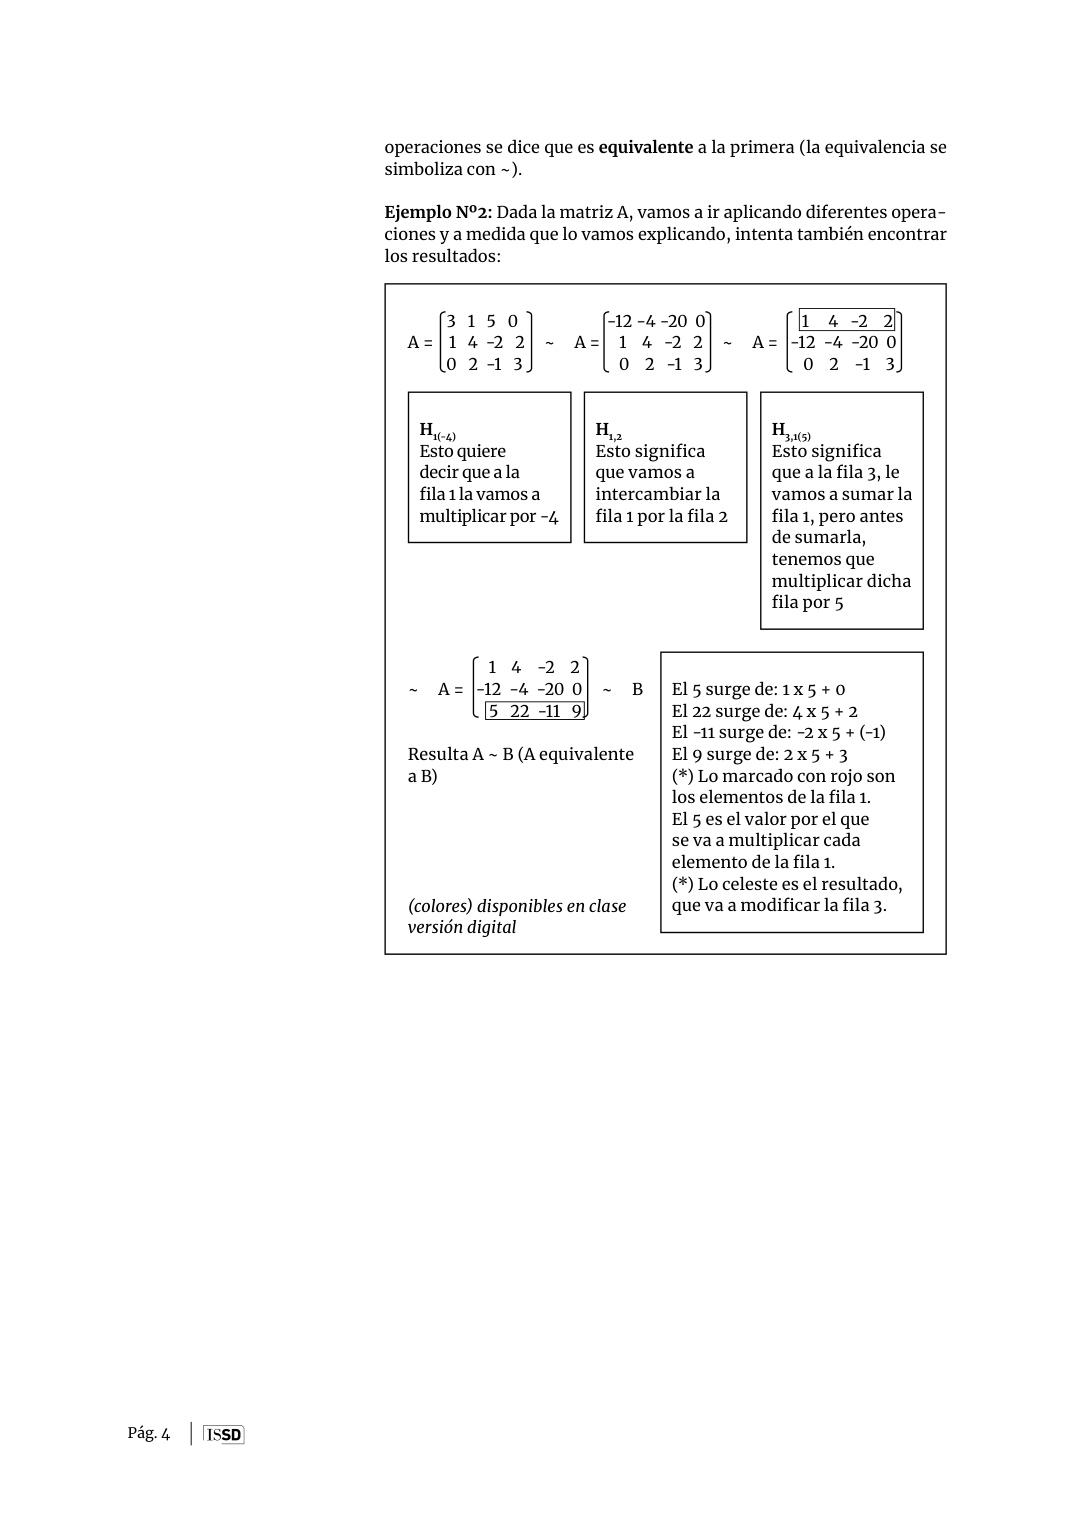 operaciones se dice que es equivalente a la primera (la equivalencia se
simboliza con ~).
Ejemplo Nº2: Dada la matriz A, vamos a ir aplicando diferentes opera-
ciones y a medida que lo vamos explicando, intenta también encontrar
los resultados:
3 1 5 0
A = 1 4 -2 2 ~
0 2 -1 3
-12 -4 -20 0
A = 1 4 -2 2 ~
0 2 -1 3
1 4 -2 2
A = -12 -4 -20 0
0 2 -1 3
H1(-4)
Esto quiere
decir que a la
fila 1 la vamos a
multiplicar por -4
H1,2
Esto significa
que vamos a
intercambiar la
fila 1 por la fila 2
H3,1(5)
Esto significa
que a la fila 3, le
vamos a sumar la
fila 1, pero antes
de sumarla,
tenemos que
multiplicar dicha
fila por 5
1 4 -2 2
~ A = -12 -4 -20 0 ~ B
5 22 -11 9
Resulta A ~ B (A equivalente
a B)
(colores) disponibles en clase
versión digital
El 5 surge de: 1 x 5 + 0
El 22 surge de: 4 x 5 + 2
El -11 surge de: -2 x 5 + (-1)
El 9 surge de: 2 x 5 + 3
(*) Lo marcado con rojo son
los elementos de la fila 1.
El 5 es el valor por el que
se va a multiplicar cada
elemento de la fila 1.
(*) Lo celeste es el resultado,
que va a modificar la fila 3.
Pág. 4
ISSD